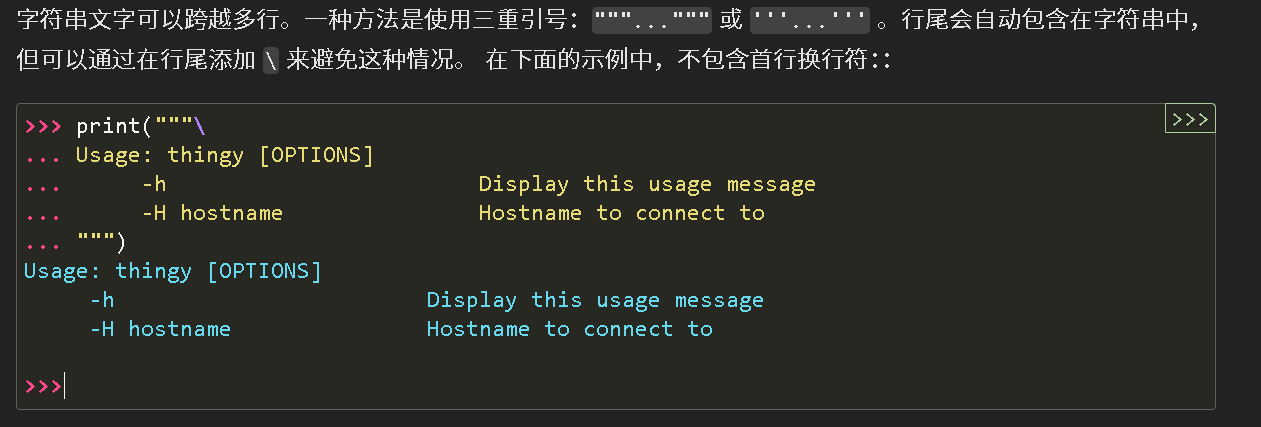 字符串文字可以跨越多行。一种方法是使用三重引号："""...""" 或 '''...''' 。行尾会自动包含在字符串中，
但可以通过在行尾添加 \ 来避免这种情况。 在下面的示例中，不包含首行换行符::
>>>
>>> print("""\
... Usage: thingy [OPTIONS]
...      -h                        Display this usage message
...      -H hostname               Hostname to connect to
... """)
Usage: thingy [OPTIONS]
     -h                        Display this usage message
     -H hostname               Hostname to connect to
>>>